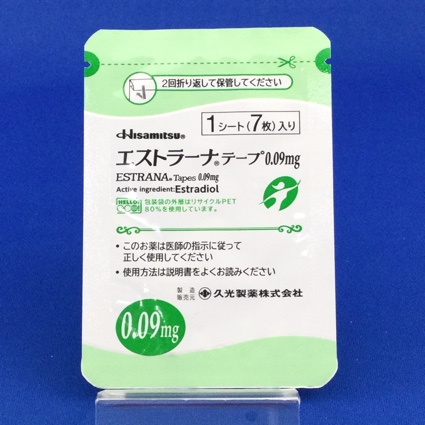 2回折り返して保管してください
Hisamitsu®
1シート(7枚)入り
エストラーナ®テープ0.09mg
ESTRANA® Tapes 0.09mg
Active ingredient:Estradiol
HELLO! eco! 包装袋の外層はリサイクルPET
80%を使用しています。
・このお薬は医師の指示に従って
正しく使用してください
・使用方法は説明書をよくお読みください
製造
販売元 久光製薬株式会社
0.09mg